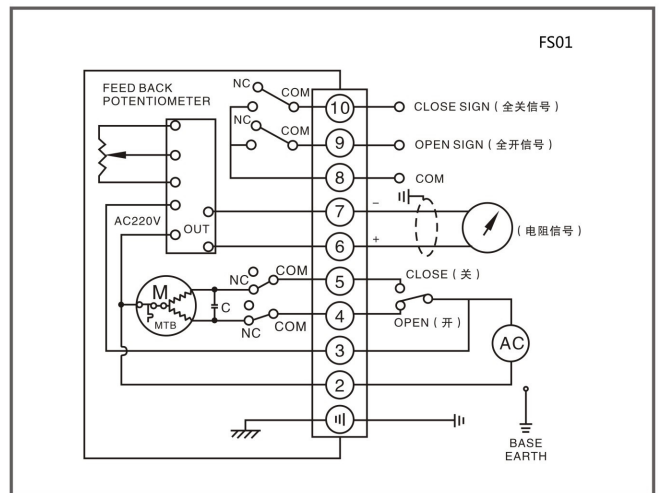 FS01
FEED BACK
POTENTIOMETER
NC
COM
10
CLOSE SIGN ( 全关信号 )
NC
COM
9
OPEN SIGN ( 全开信号 )
8
COM
7
−
AC220V
OUT
6
+
( 电阻信号 )
NC
COM
5
CLOSE ( 关 )
M
MTB
C
4
NC
COM
OPEN ( 开 )
3
AC
2
BASE
EARTH